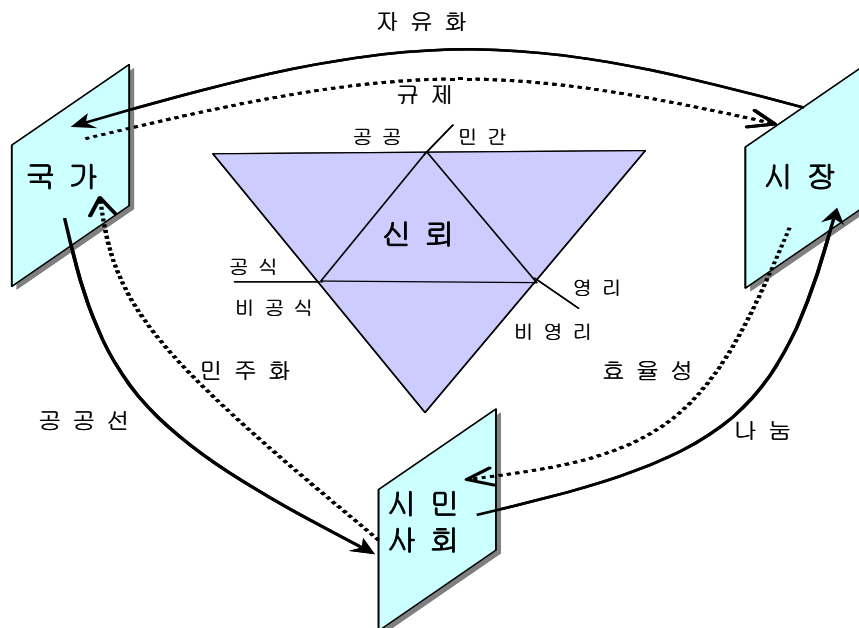 자 유 화
규 제
공 공
민 간
국 가
시 장
신 뢰
공 식
비 공 식
영 리
비 영 리
민 주 화
효 율 성
공 공 선
나 눔
시 민
사 회